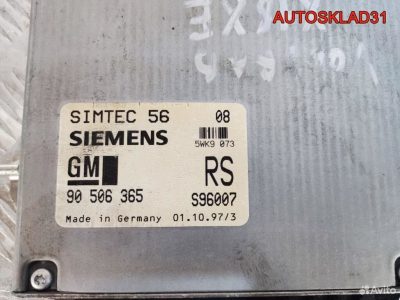 AUTOSKLAD31
SIMTEC 56 08
SIEMENS 5WK9 073
GM RS
90 506 365 S96007
Made in Germany 01.10.97/3
Avito